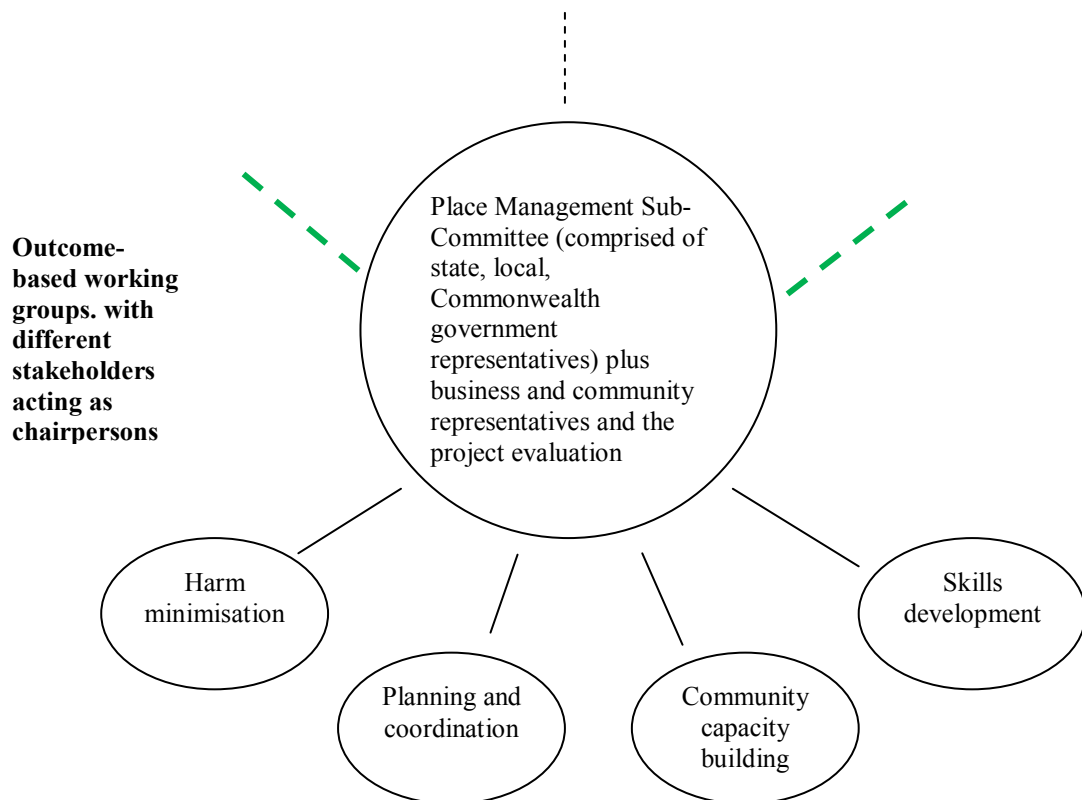 Place Management Sub-
Committee (comprised of
state, local,
Commonwealth
government
representatives) plus
business and community
representatives and the
project evaluation
Outcome-
based working
groups. with
different
stakeholders
acting as
chairpersons
Harm
minimisation
Planning and
coordination
Community
capacity
building
Skills
development